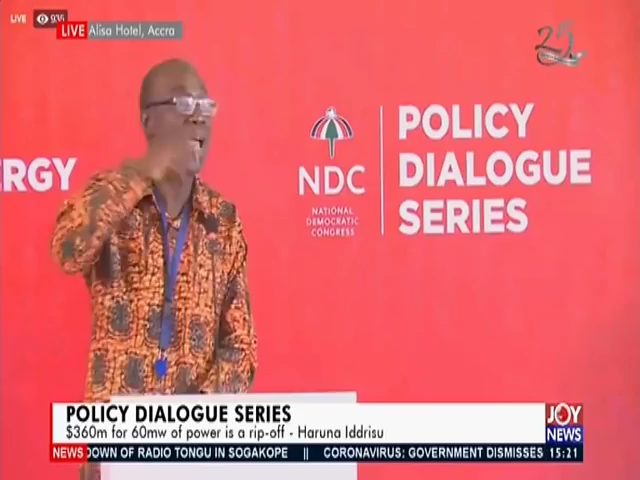 LIVE 935
LIVE Alisa Hotel, Accra
25
ERGY
NDC
NATIONAL
DEMOCRATIC
CONGRESS
POLICY
DIALOGUE
SERIES
POLICY DIALOGUE SERIES
$360m for 60mw of power is a rip-off - Haruna Iddrisu
JOY
NEWS
NEWS DOWN OF RADIO TONGU IN SOGAKOPE || CORONAVIRUS: GOVERNMENT DISMISSES 15:21